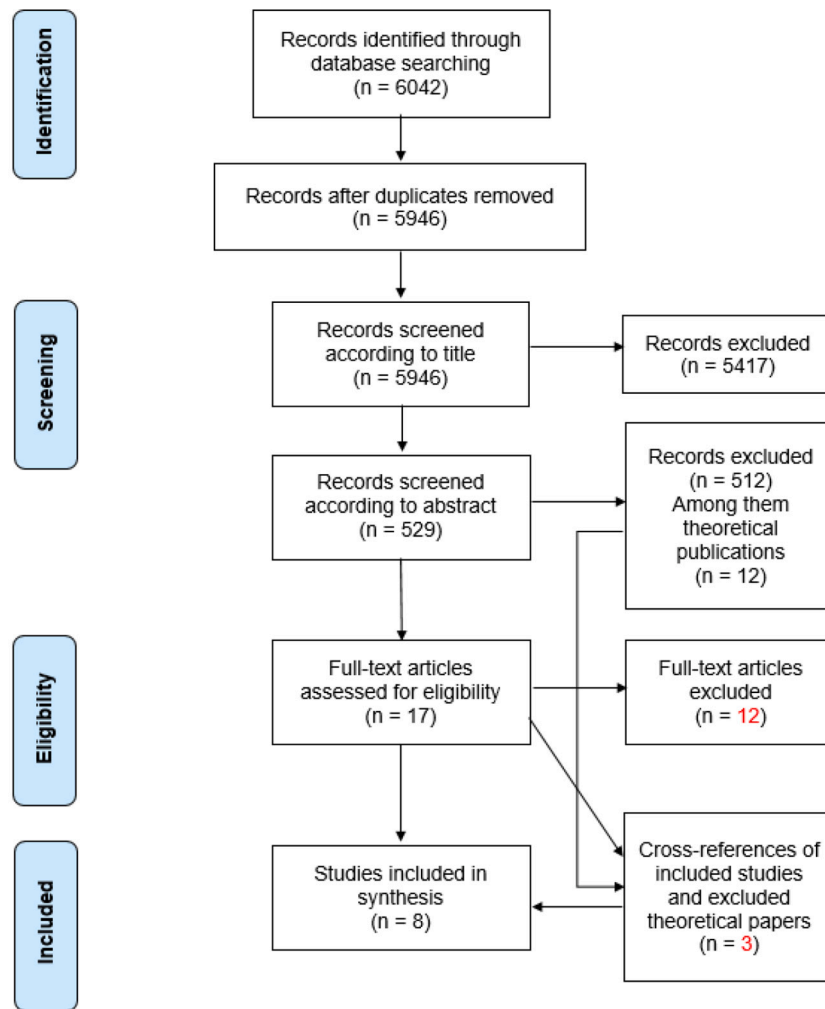 Identification
Records identified through
database searching
(n = 6042)
Records after duplicates removed
(n = 5946)
Screening
Records screened
according to title
(n = 5946)
Records excluded
(n = 5417)
Records screened
according to abstract
(n = 529)
Records excluded
(n = 512)
Among them
theoretical
publications
(n = 12)
Eligibility
Full-text articles
assessed for eligibility
(n = 17)
Full-text articles
excluded
(n = 12)
Included
Studies included in
synthesis
(n = 8)
Cross-references of
included studies
and excluded
theoretical papers
(n = 3)